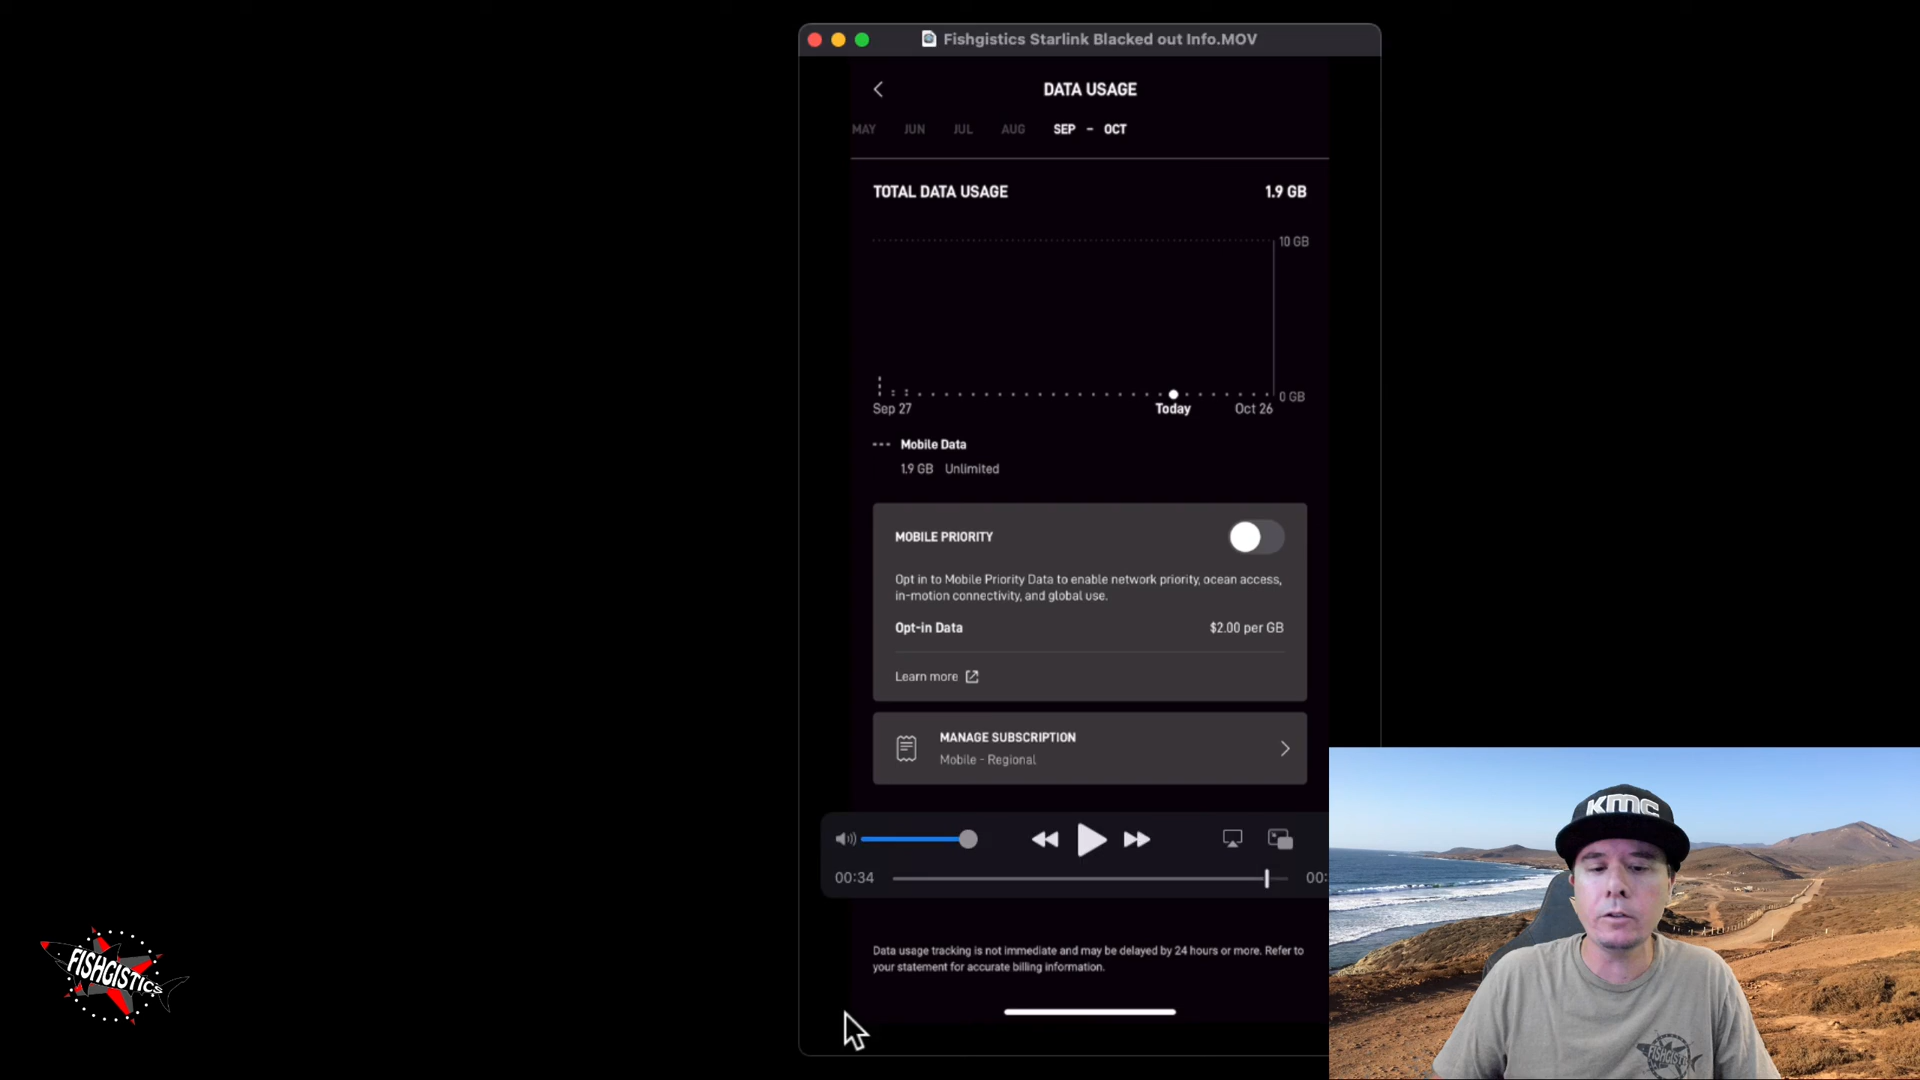 Fishgistics Starlink Blacked out Info.MOV
DATA USAGE
MAY JUN JUL AUG SEP - OCT
TOTAL DATA USAGE 1.9 GB
10 GB
0 GB
Sep 27 Today Oct 26
Mobile Data
1.9 GB Unlimited
MOBILE PRIORITY
Opt in to Mobile Priority Data to enable network priority, ocean access,
in-motion connectivity, and global use.
Opt-in Data $2.00 per GB
Learn more
MANAGE SUBSCRIPTION
Mobile - Regional
00:34 00:
Data usage tracking is not immediate and may be delayed by 24 hours or more. Refer to
your statement for accurate billing information.
FISHGISTICS
KMC
FISHGISTICS